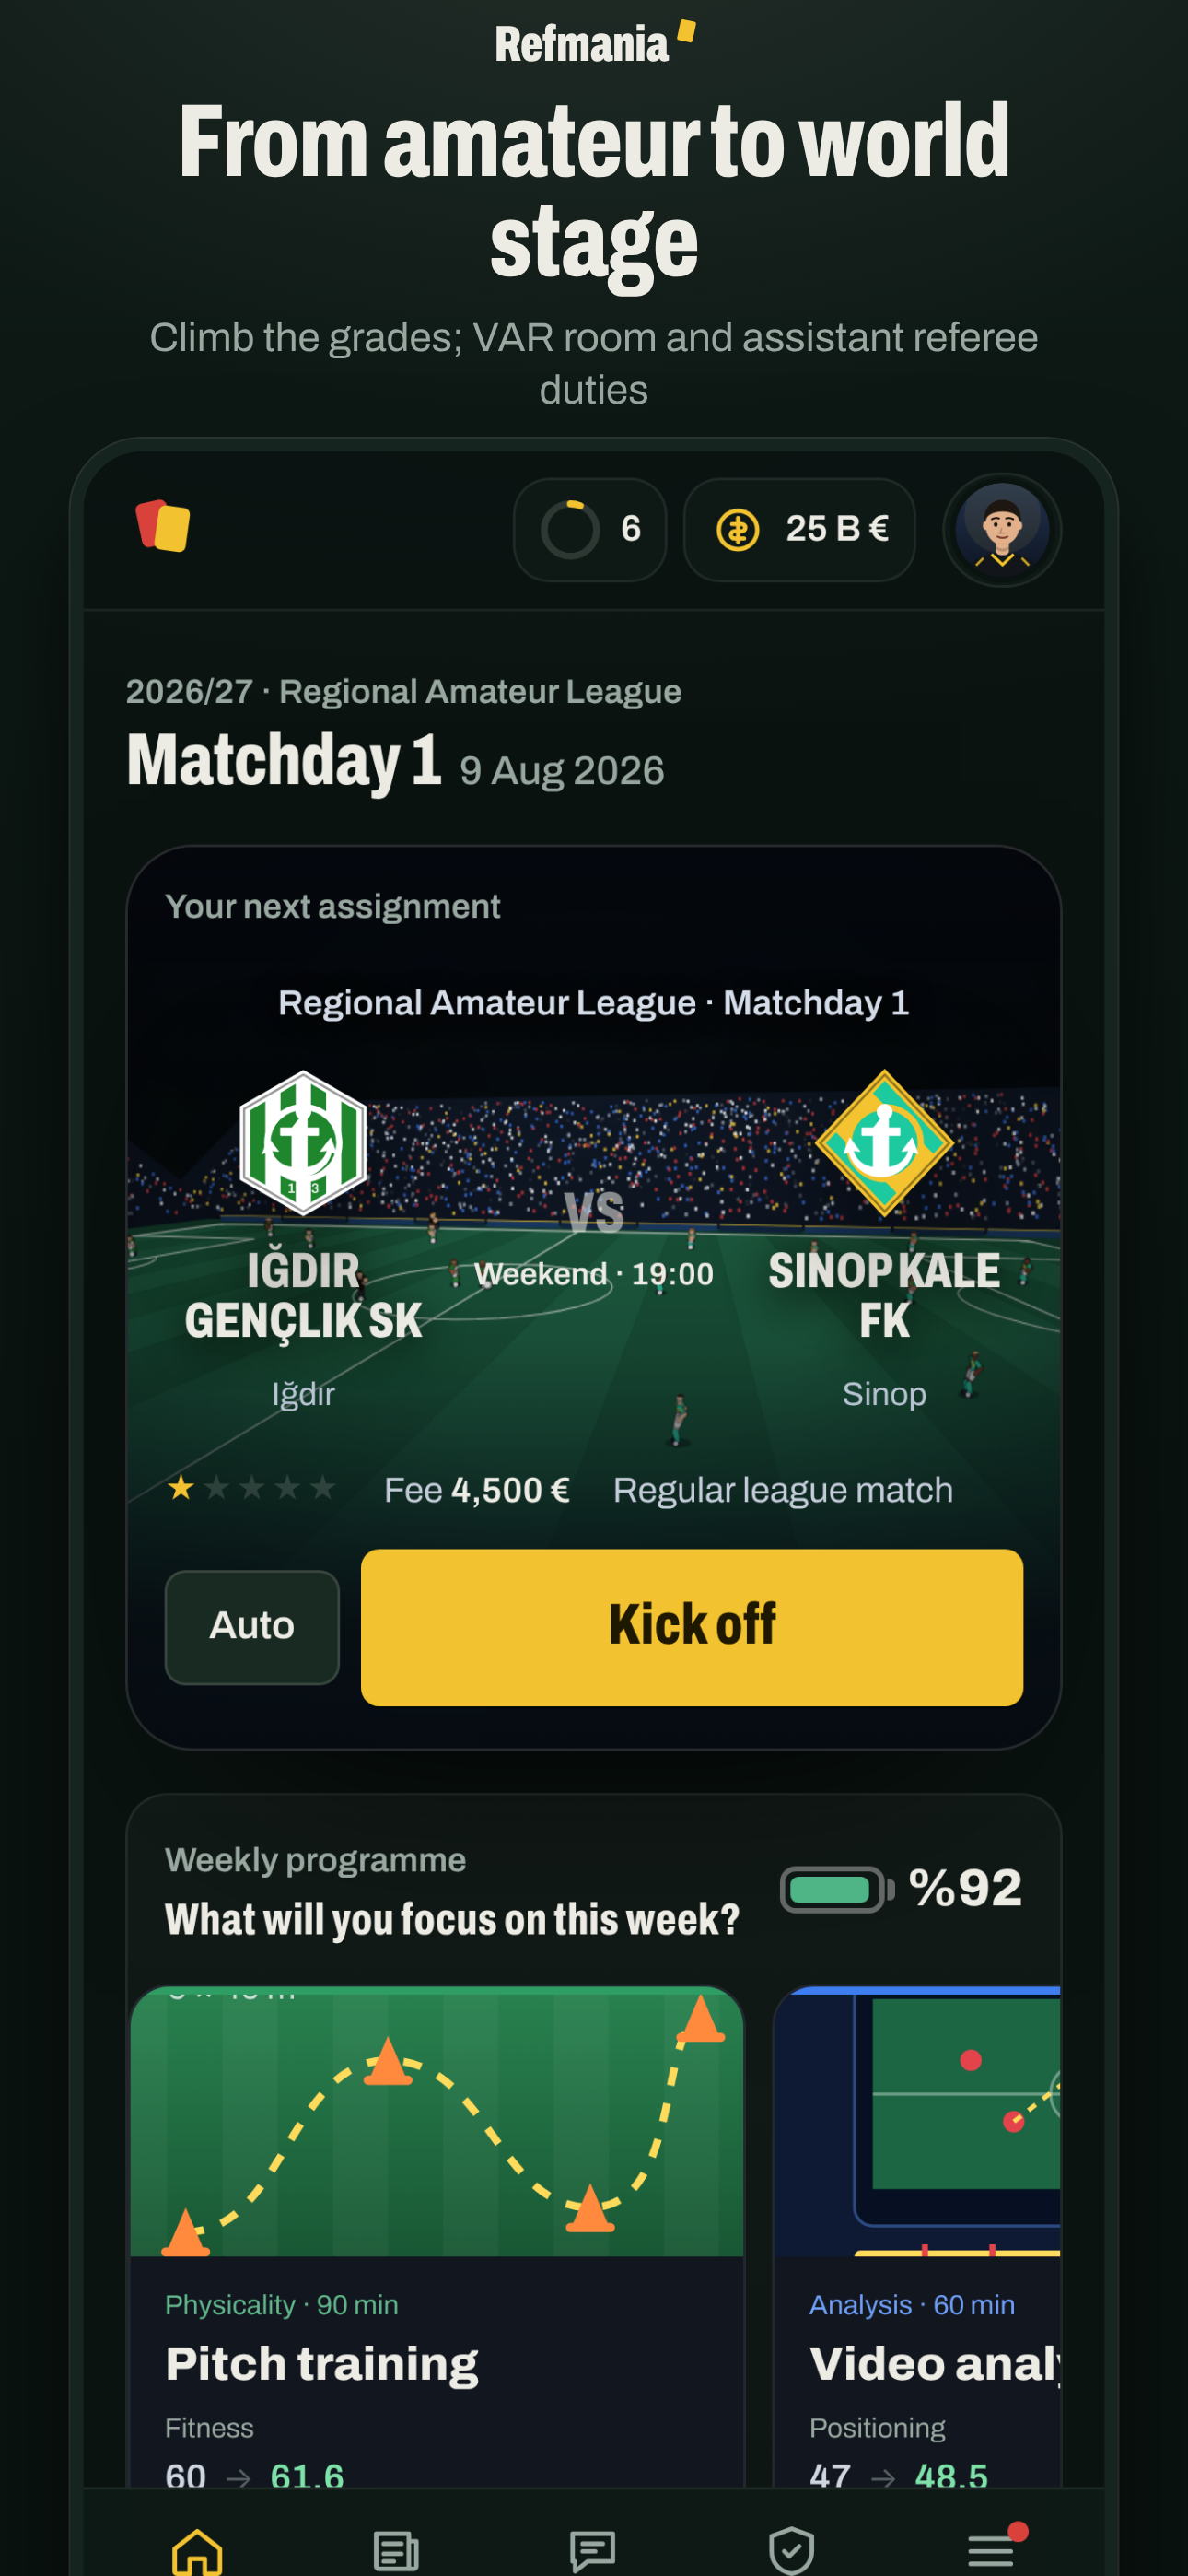 Refmania
From amateur to world
stage
Climb the grades; VAR room and assistant referee
duties
6
25 B €
2026/27 · Regional Amateur League
Matchday 1 9 Aug 2026
Your next assignment
Regional Amateur League · Matchday 1
VS
Weekend · 19:00
IĞDIR
GENÇLIK SK
Iğdır
SINOP KALE
FK
Sinop
Fee 4,500 € Regular league match
Auto
Kick off
Weekly programme
What will you focus on this week?
%92
Physicality · 90 min
Pitch training
Fitness
60 → 61.6
Analysis · 60 min
Video analy
Positioning
47 → 48.5